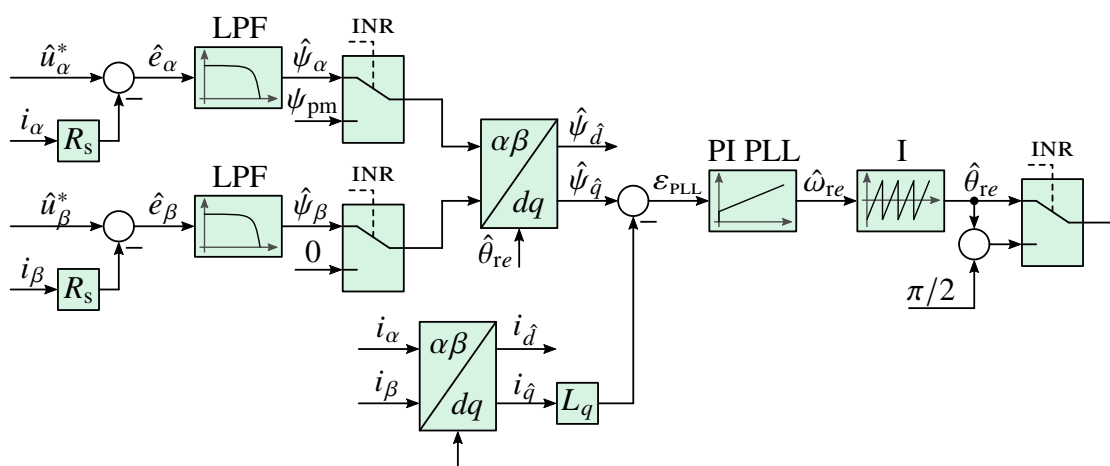 LPF
INR
û*α
êα
ψ̂α
iα
Rs
ψpm
αβ
dq
ψ̂d̂
ψ̂q̂
θ̂re
LPF
INR
û*β
êβ
ψ̂β
iβ
Rs
0
PI PLL
I
INR
εPLL
ω̂re
θ̂re
π/2
iα
iβ
αβ
dq
id̂
iq̂
Lq